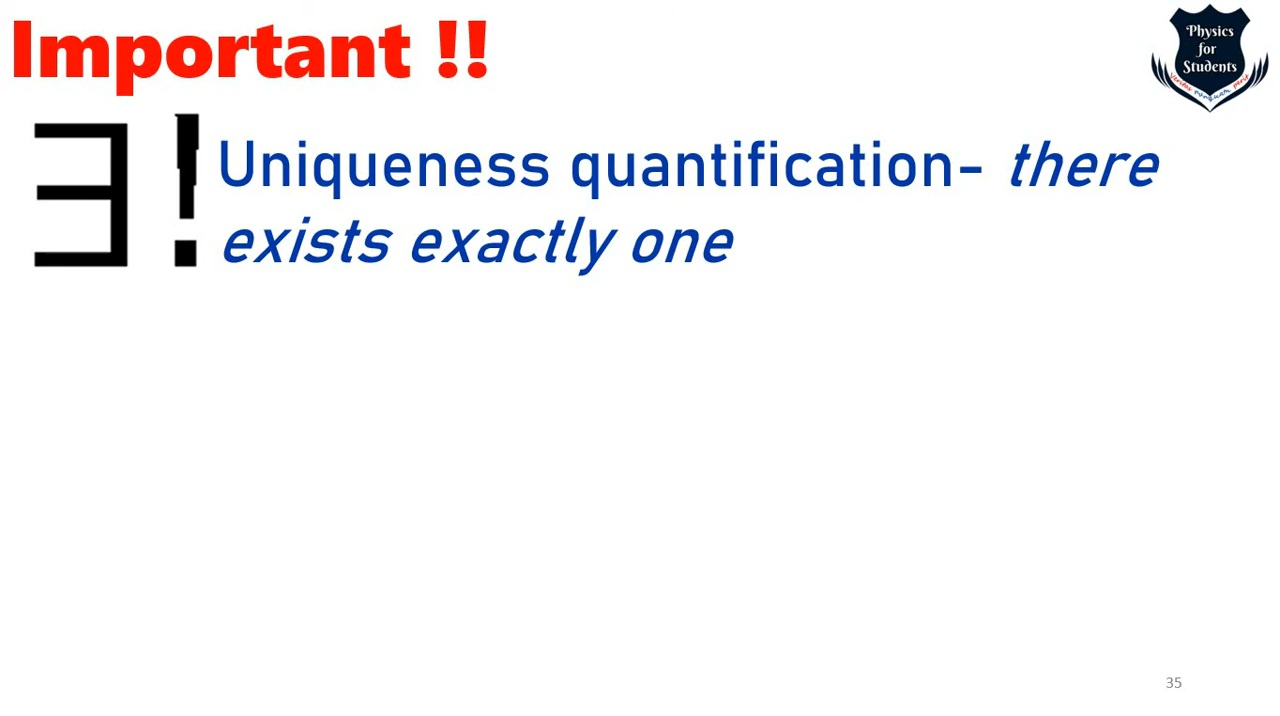 Important !!
Physics
for
Students
∃ ! Uniqueness quantification- there
exists exactly one
35